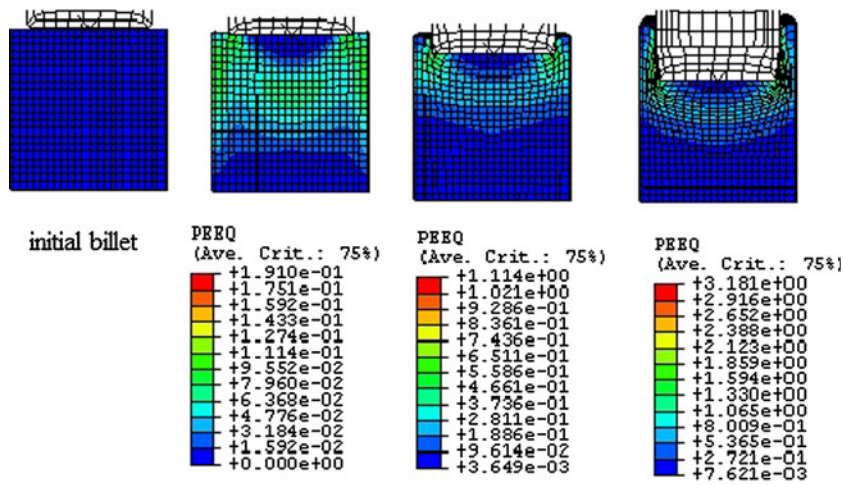 initial billet
PEEQ
(Ave. Crit.: 75%)
+1.910e-01
+1.751e-01
+1.592e-01
+1.433e-01
+1.274e-01
+1.114e-01
+9.552e-02
+7.960e-02
+6.368e-02
+4.776e-02
+3.184e-02
+1.592e-02
+0.000e+00
PEEQ
(Ave. Crit.: 75%)
+1.114e+00
+1.021e+00
+9.286e-01
+8.361e-01
+7.436e-01
+6.511e-01
+5.586e-01
+4.661e-01
+3.736e-01
+2.811e-01
+1.886e-01
+9.614e-02
+3.649e-03
PEEQ
(Ave. Crit.: 75%)
+3.181e+00
+2.916e+00
+2.652e+00
+2.388e+00
+2.123e+00
+1.859e+00
+1.594e+00
+1.330e+00
+1.065e+00
+8.009e-01
+5.365e-01
+2.721e-01
+7.621e-03